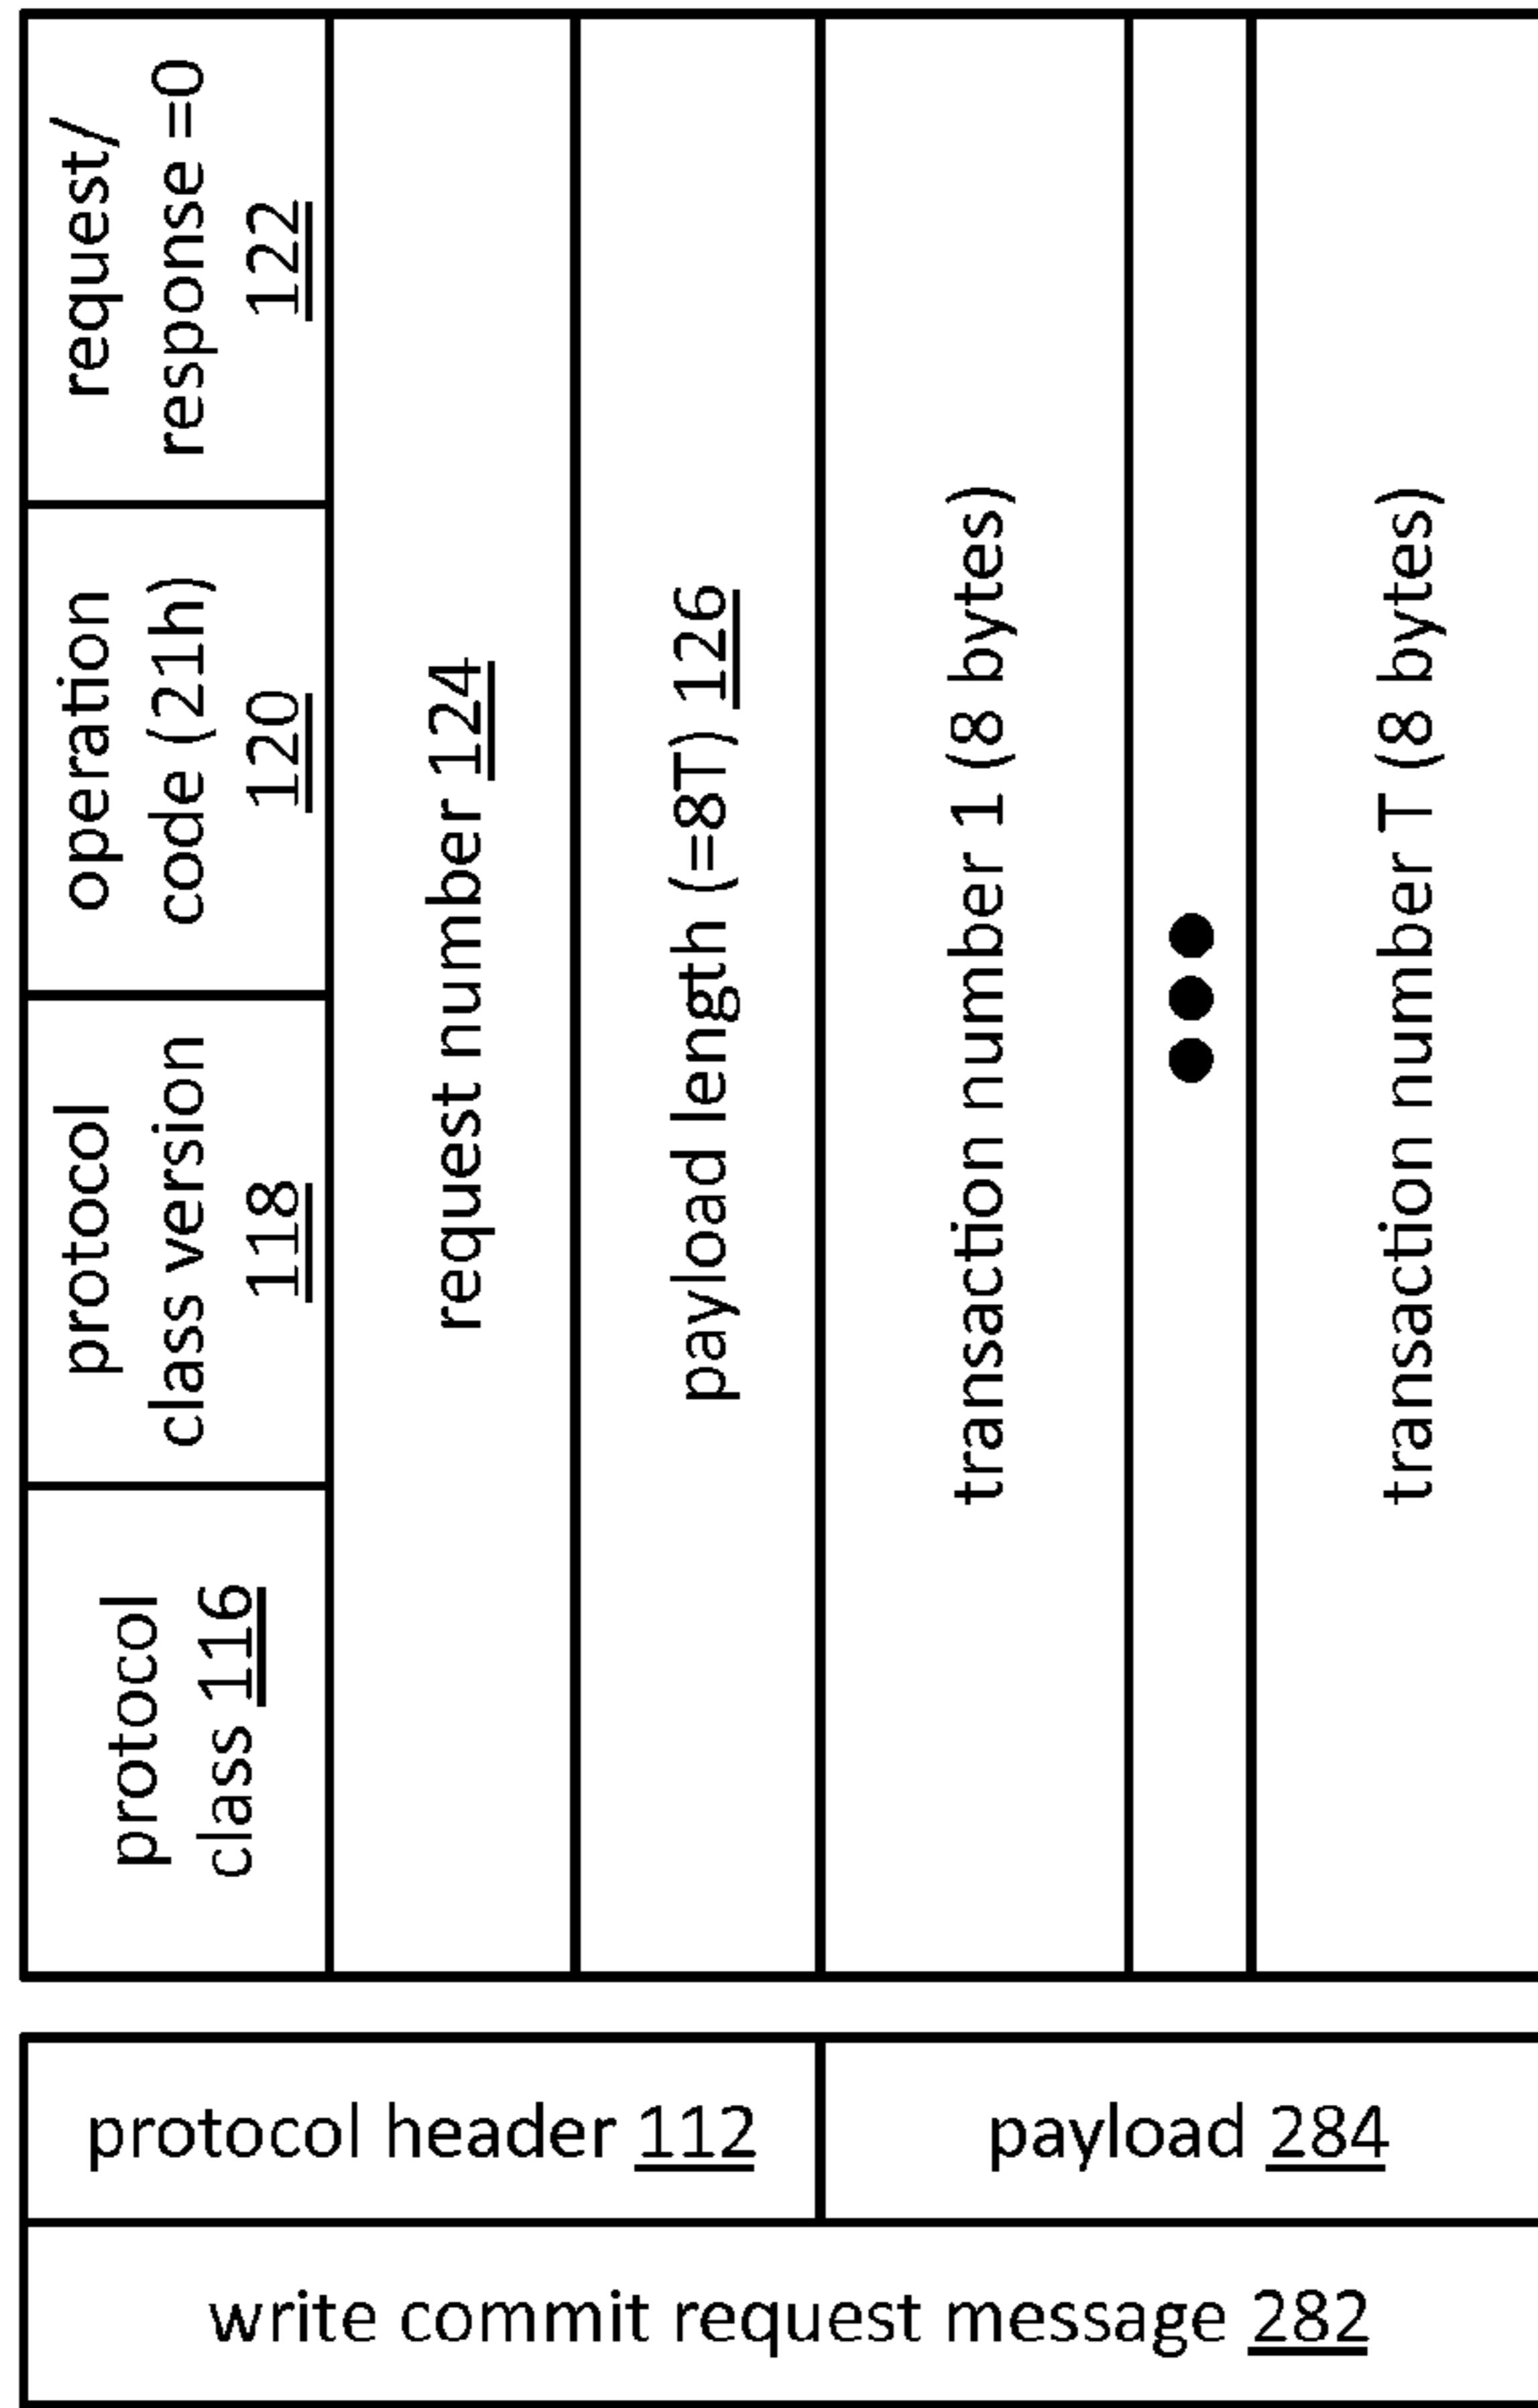 write commit request message 282
protocol header 112
payload 284
protocol
class 116
protocol
class version
118
operation
code (21h)
120
request/
response =0
122
request number 124
payload length (=8T) 126
transaction number 1 (8 bytes)
transaction number T (8 bytes)